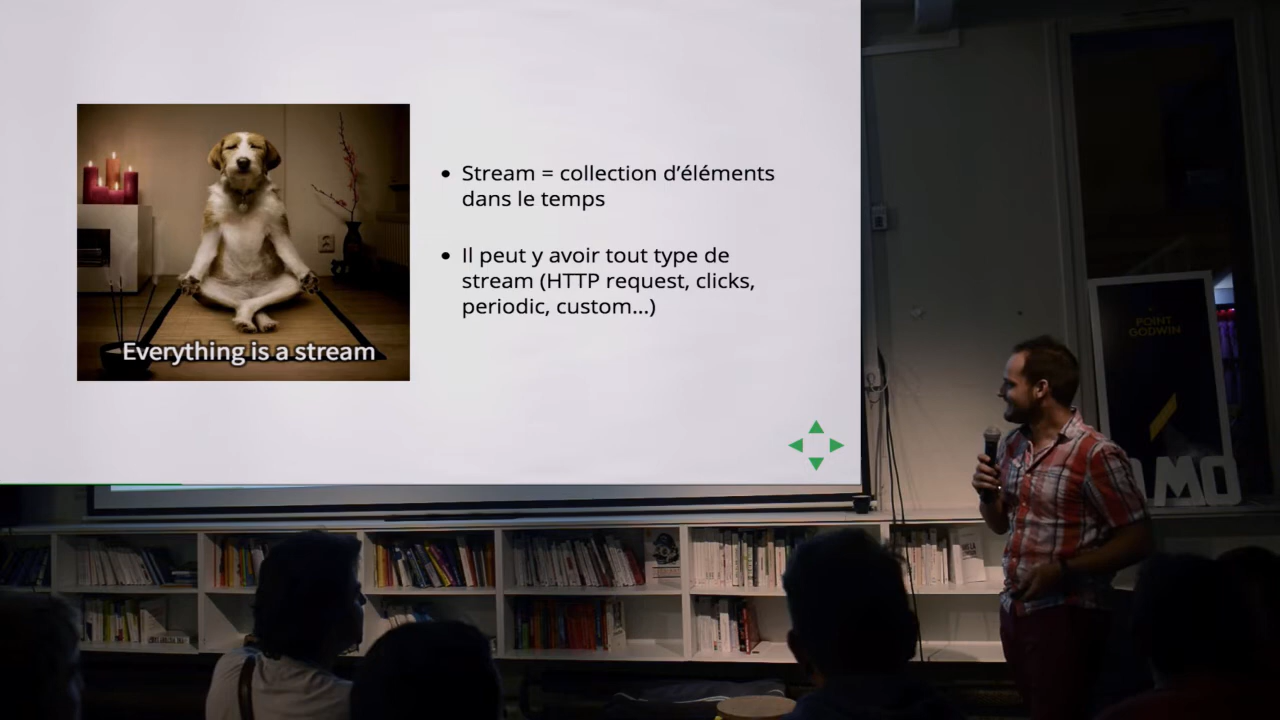 • Stream = collection d’éléments
dans le temps
• Il peut y avoir tout type de
stream (HTTP request, clicks,
periodic, custom...)
Everything is a stream
POINT
GODWIN